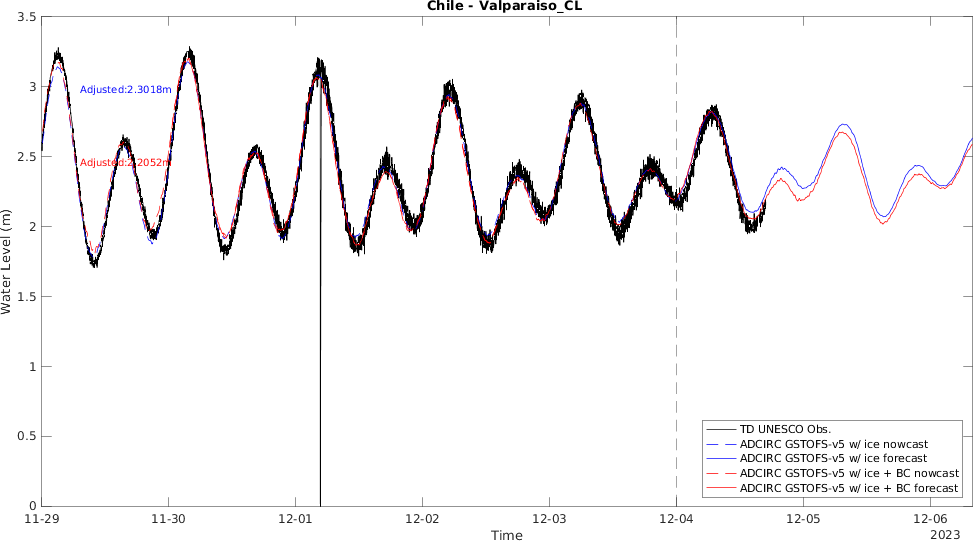 Chile - Valparaiso_CL
3.5
3
2.5
2
1.5
1
0.5
0
Water Level (m)
Adjusted:2.3018m
Adjusted:2.2052m
TD UNESCO Obs.
ADCIRC GSTOFS-v5 w/ ice nowcast
ADCIRC GSTOFS-v5 w/ ice forecast
ADCIRC GSTOFS-v5 w/ ice + BC nowcast
ADCIRC GSTOFS-v5 w/ ice + BC forecast
11-29 11-30 12-01 12-02 12-03 12-04 12-05 12-06
Time
2023